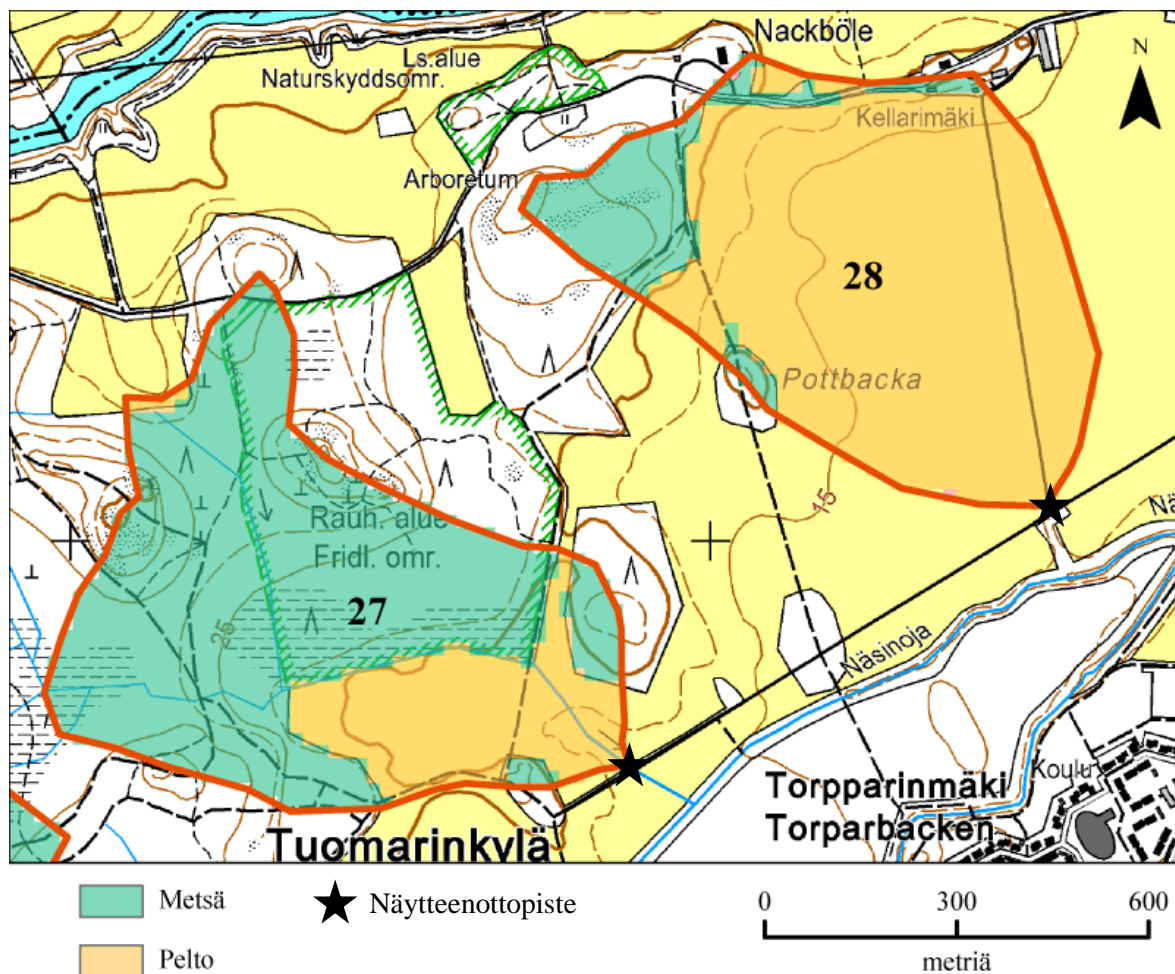 Nackböle
N
Ls.alue
Naturskyddsomr.
Kellarimäki
Arboretum
28
Pottbacka
15
Rauh. alue
Fridl. omr.
27
25
Nä
Näsinoja
Torpparinmäki
Koulu
Torparbacken
Tuomarinkylä
Metsä
Näytteenottopiste
0 300 600
Pelto
metriä